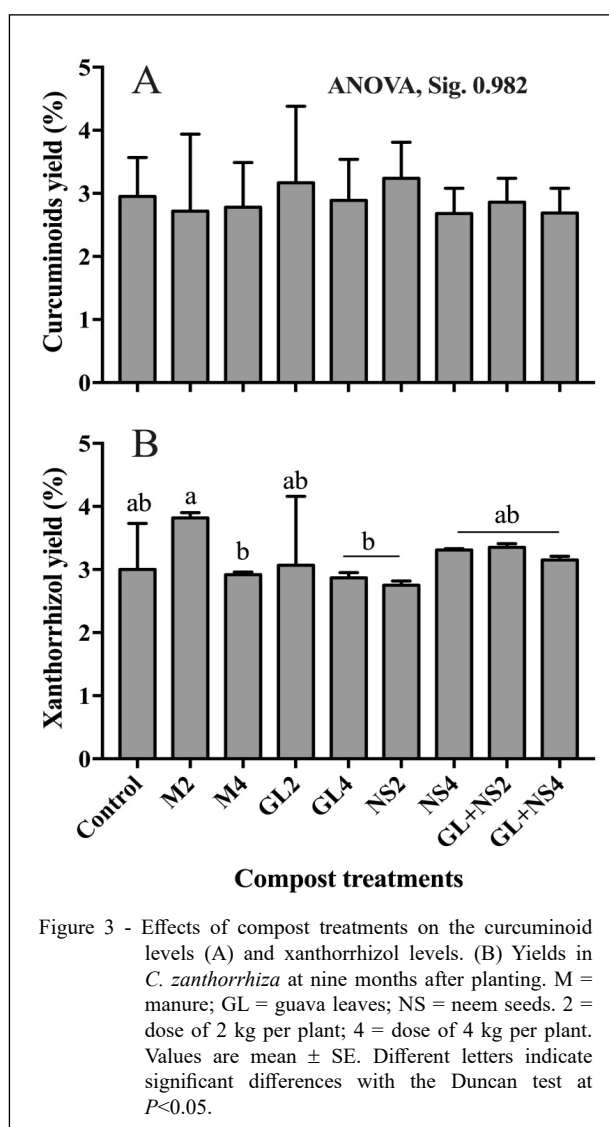 A
ANOVA, Sig. 0.982
Curcuminoids yield (%)
5
4
3
2
1
0
B
Xanthorrhizol yield (%)
5
4
3
2
1
0
ab
a
b
ab
b
ab
Control
M2
M4
GL2
GL4
NS2
NS4
GL+NS2
GL+NS4
Compost treatments
Figure 3 - Effects of compost treatments on the curcuminoid
levels (A) and xanthorrhizol levels. (B) Yields in
C. zanthorrhiza at nine months after planting. M =
manure; GL = guava leaves; NS = neem seeds. 2 =
dose of 2 kg per plant; 4 = dose of 4 kg per plant.
Values are mean ± SE. Different letters indicate
significant differences with the Duncan test at
P<0.05.